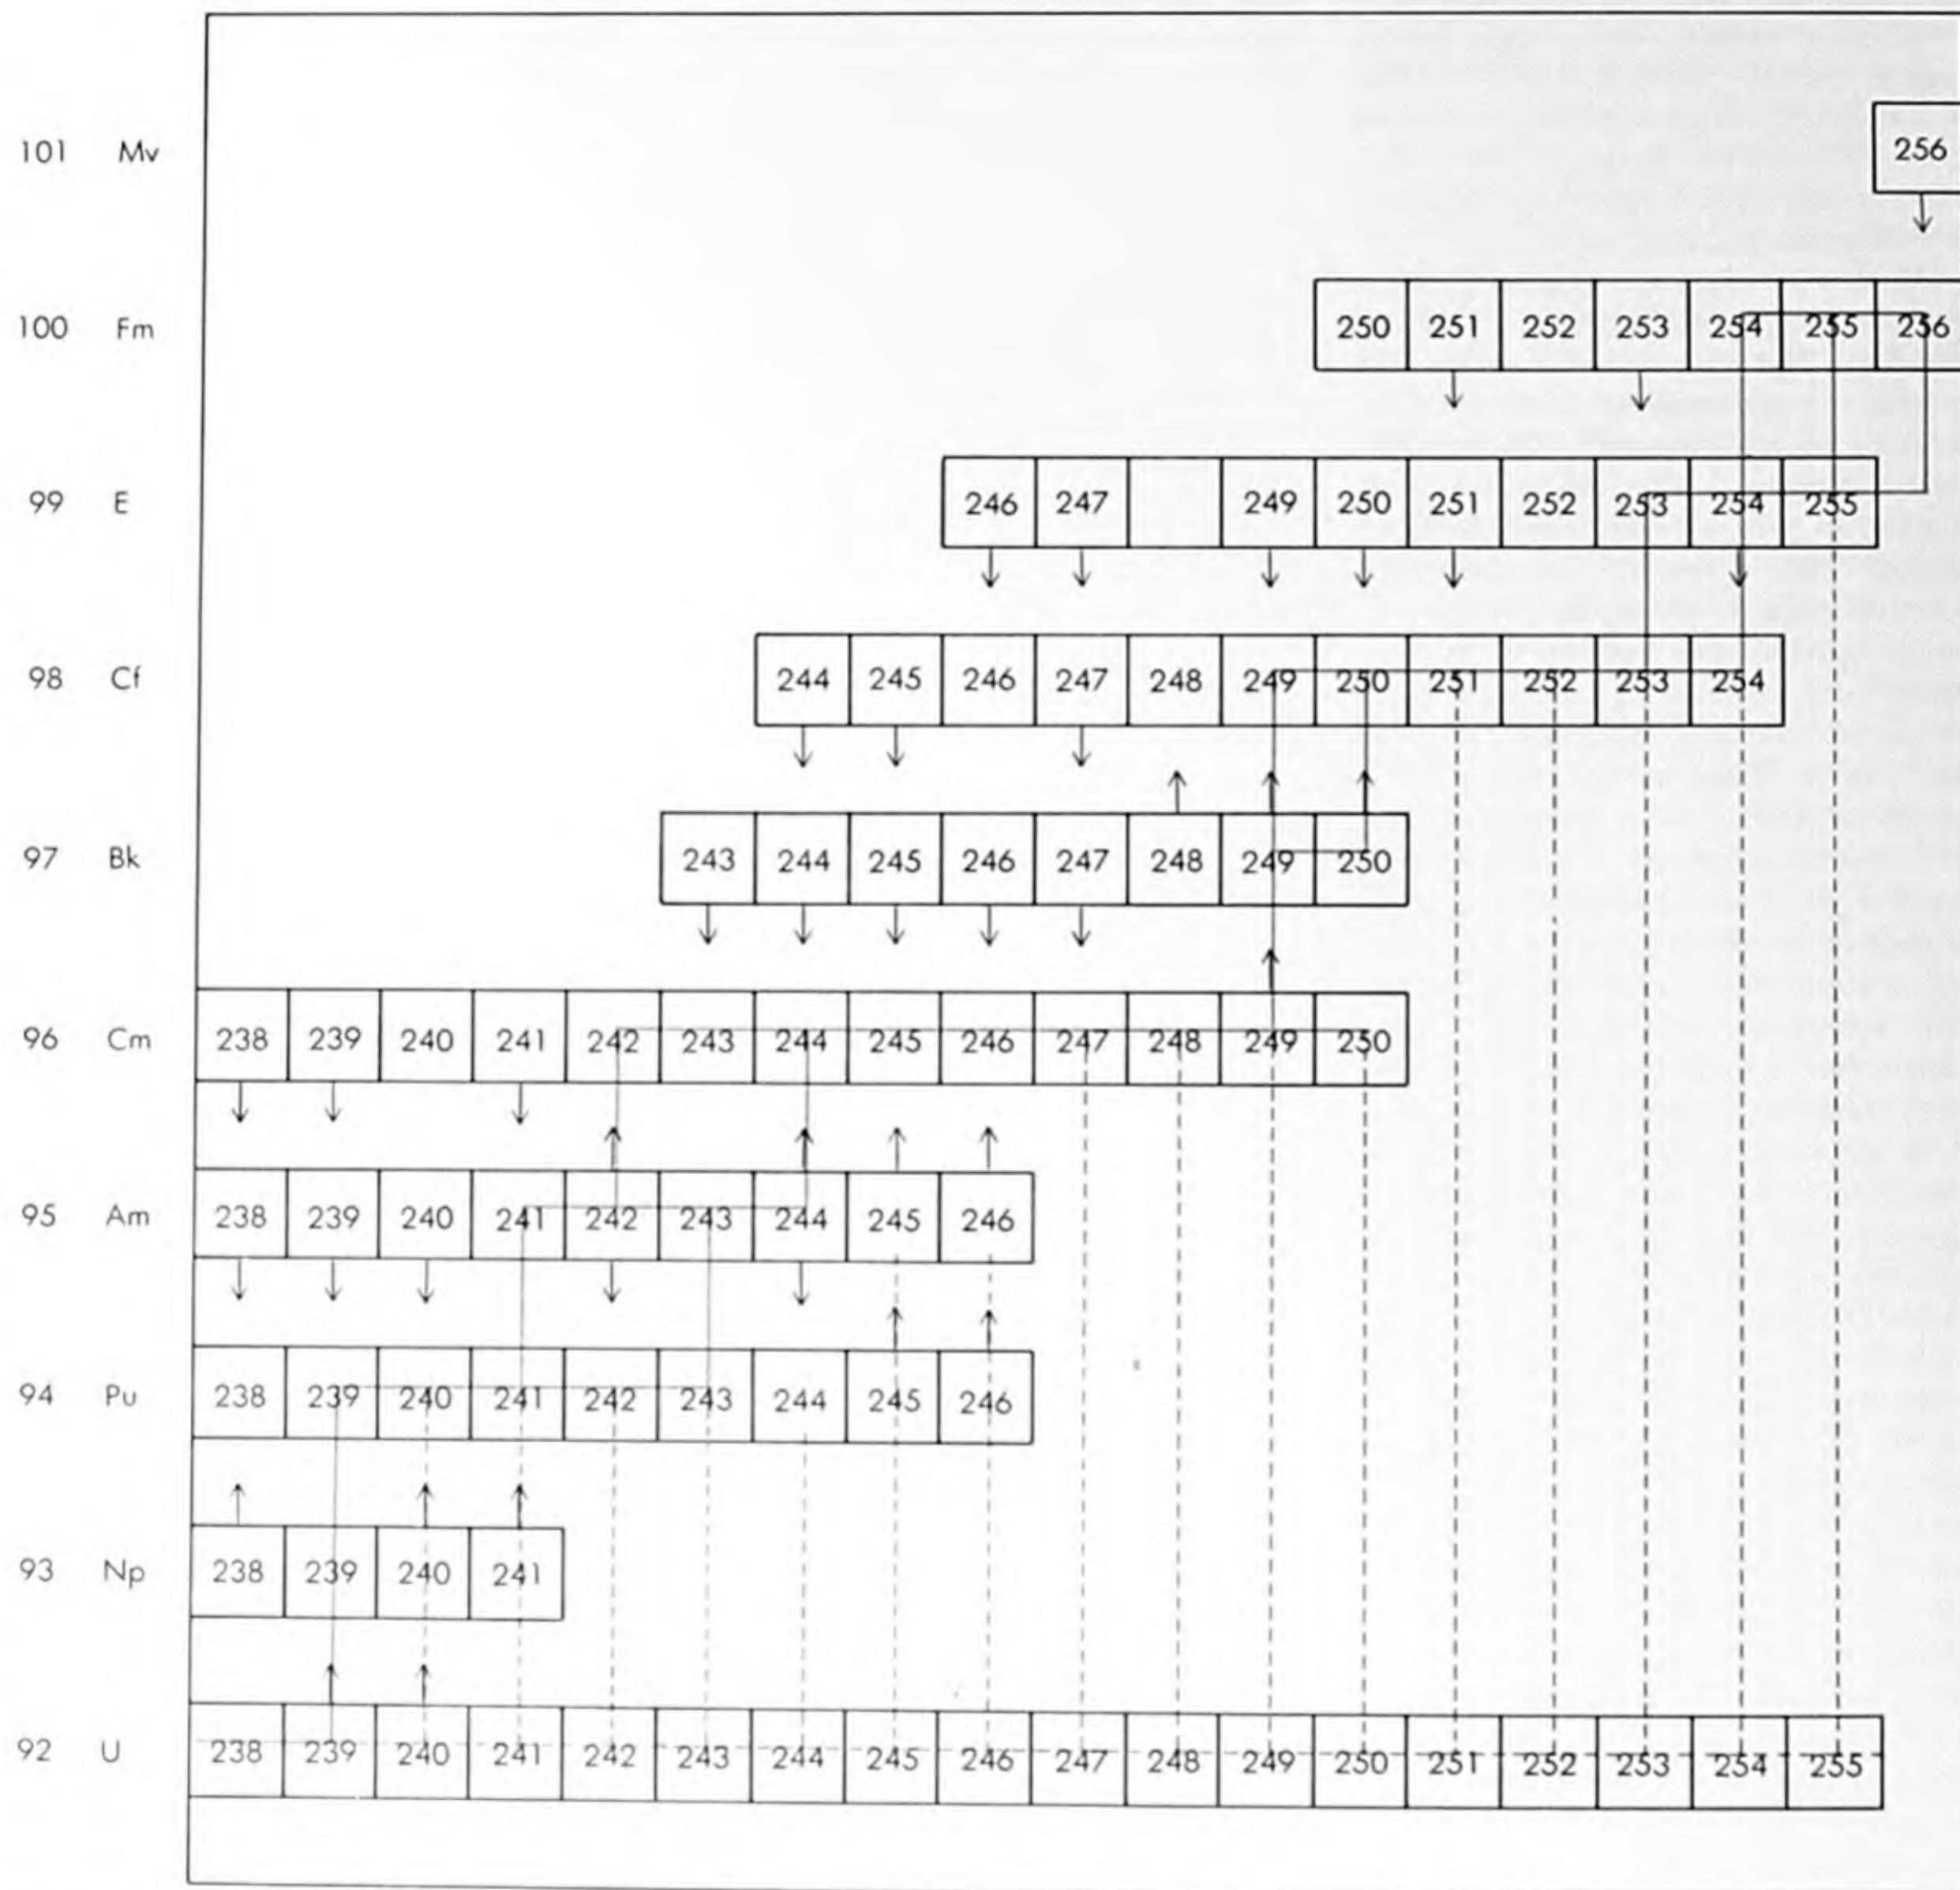 101 Mv 256
100 Fm 250 251 252 253 254 255 256
99 E 246 247 249 250 251 252 253 254 255
98 Cf 244 245 246 247 248 249 250 251 252 253 254
97 Bk 243 244 245 246 247 248 249 250
96 Cm 238 239 240 241 242 243 244 245 246 247 248 249 250
95 Am 238 239 240 241 242 243 244 245 246
94 Pu 238 239 240 241 242 243 244 245 246
93 Np 238 239 240 241
92 U 238 239 240 241 242 243 244 245 246 247 248 249 250 251 252 253 254 255